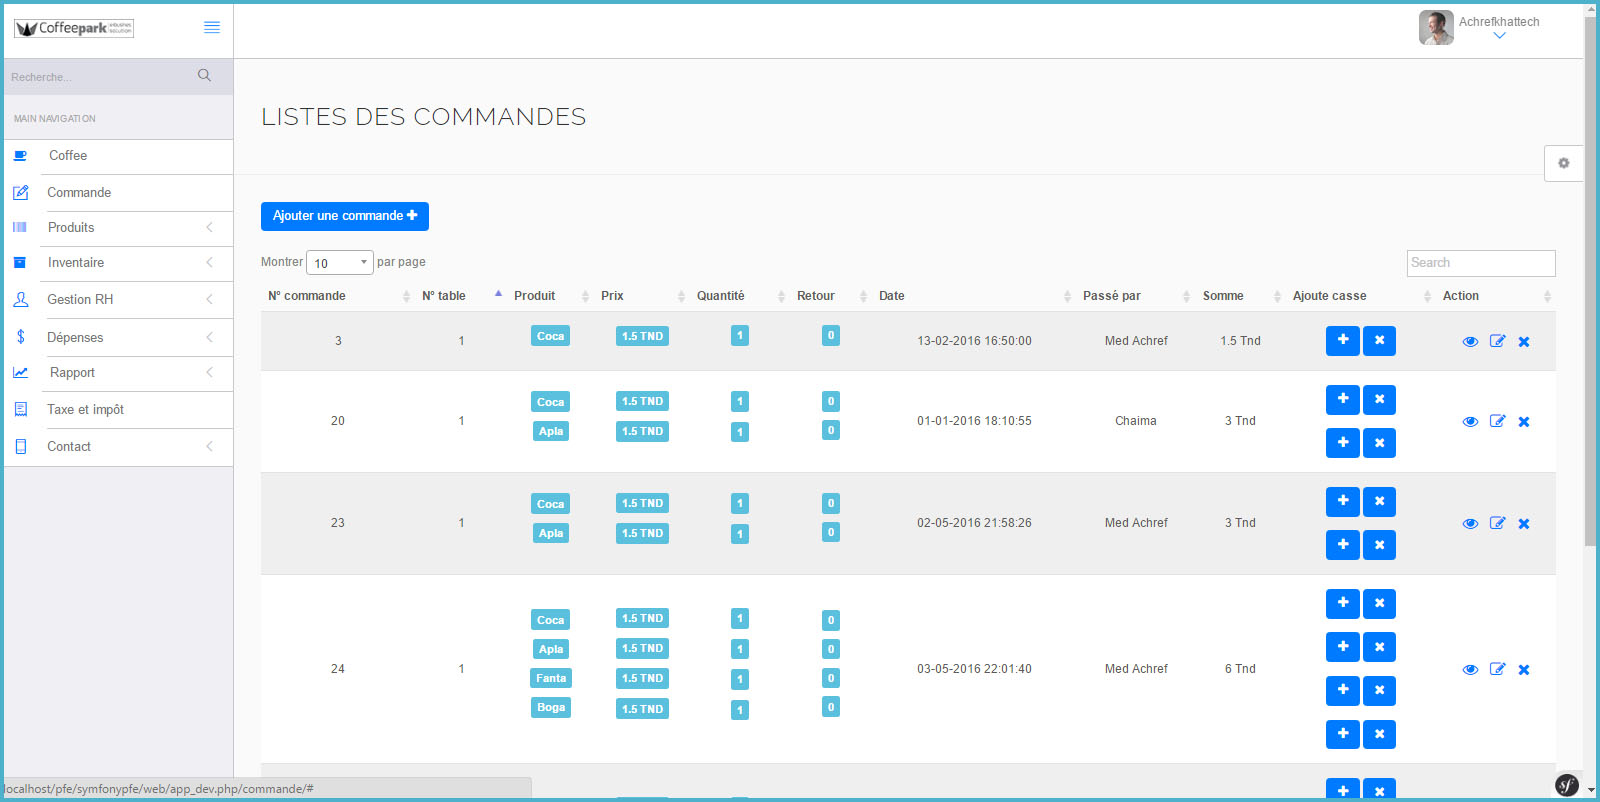 Coffeepark
Achrefkhattech
Recherche...
MAIN NAVIGATION
Coffee
Commande
Produits
Inventaire
Gestion RH
Dépenses
Rapport
Taxe et impôt
Contact
LISTES DES COMMANDES
Ajouter une commande
Montrer 10 par page
Search
N° commande N° table Produit Prix Quantité Retour Date Passé par Somme Ajoute casse Action
3 1 Coca 1.5 TND 1 0 13-02-2016 16:50:00 Med Achref 1.5 Tnd
Coca 1.5 TND 1 0
20 1 01-01-2016 18:10:55 Chaima 3 Tnd
Apla 1.5 TND 1 0
Coca 1.5 TND 1 0
23 1 02-05-2016 21:58:26 Med Achref 3 Tnd
Apla 1.5 TND 1 0
Coca 1.5 TND 1 0
Apla 1.5 TND 1 0
24 1 03-05-2016 22:01:40 Med Achref 6 Tnd
Fanta 1.5 TND 1 0
Boga 1.5 TND 1 0
localhost/pfe/symfonypfe/web/app_dev.php/commande/#
sf